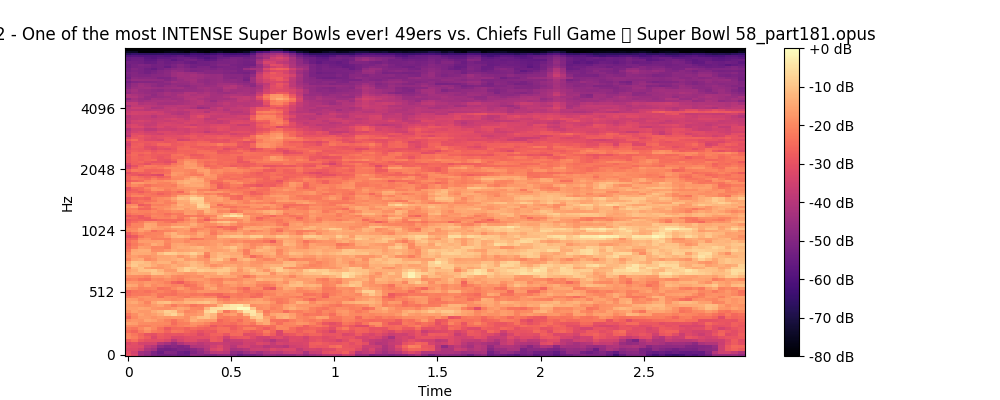 2 - One of the most INTENSE Super Bowls ever! 49ers vs. Chiefs Full Game Super Bowl 58_part181.opus
+0 dB
4096
-10 dB
-20 dB
2048
-30 dB
Hz
-40 dB
1024
-50 dB
512
-60 dB
-70 dB
0
-80 dB
0 0.5 1 1.5 2 2.5
Time